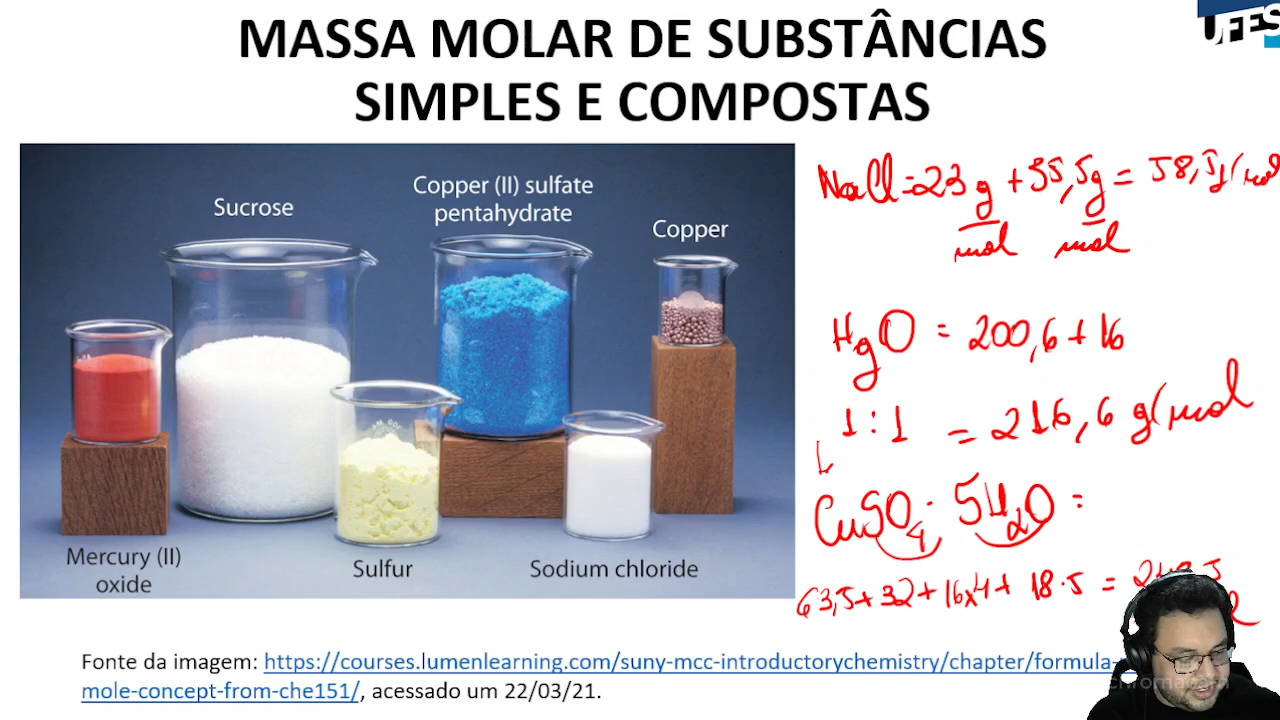 MASSA MOLAR DE SUBSTÂNCIAS
SIMPLES E COMPOSTAS
UFES
Sucrose
Copper (II) sulfate
pentahydrate
Copper
Mercury (II)
oxide
Sulfur
Sodium chloride
NaCl = 23 g/mol + 35,5g/mol = 58,5g/mol
HgO = 200,6 + 16
1:1 = 216,6 g/mol
CuSO4 · 5H2O =
63,5 + 32 + 16x4 + 18·5 =
Fonte da imagem: https://courses.lumenlearning.com/suny-mcc-introductorychemistry/chapter/formula-
mole-concept-from-che151/, acessado um 22/03/21.